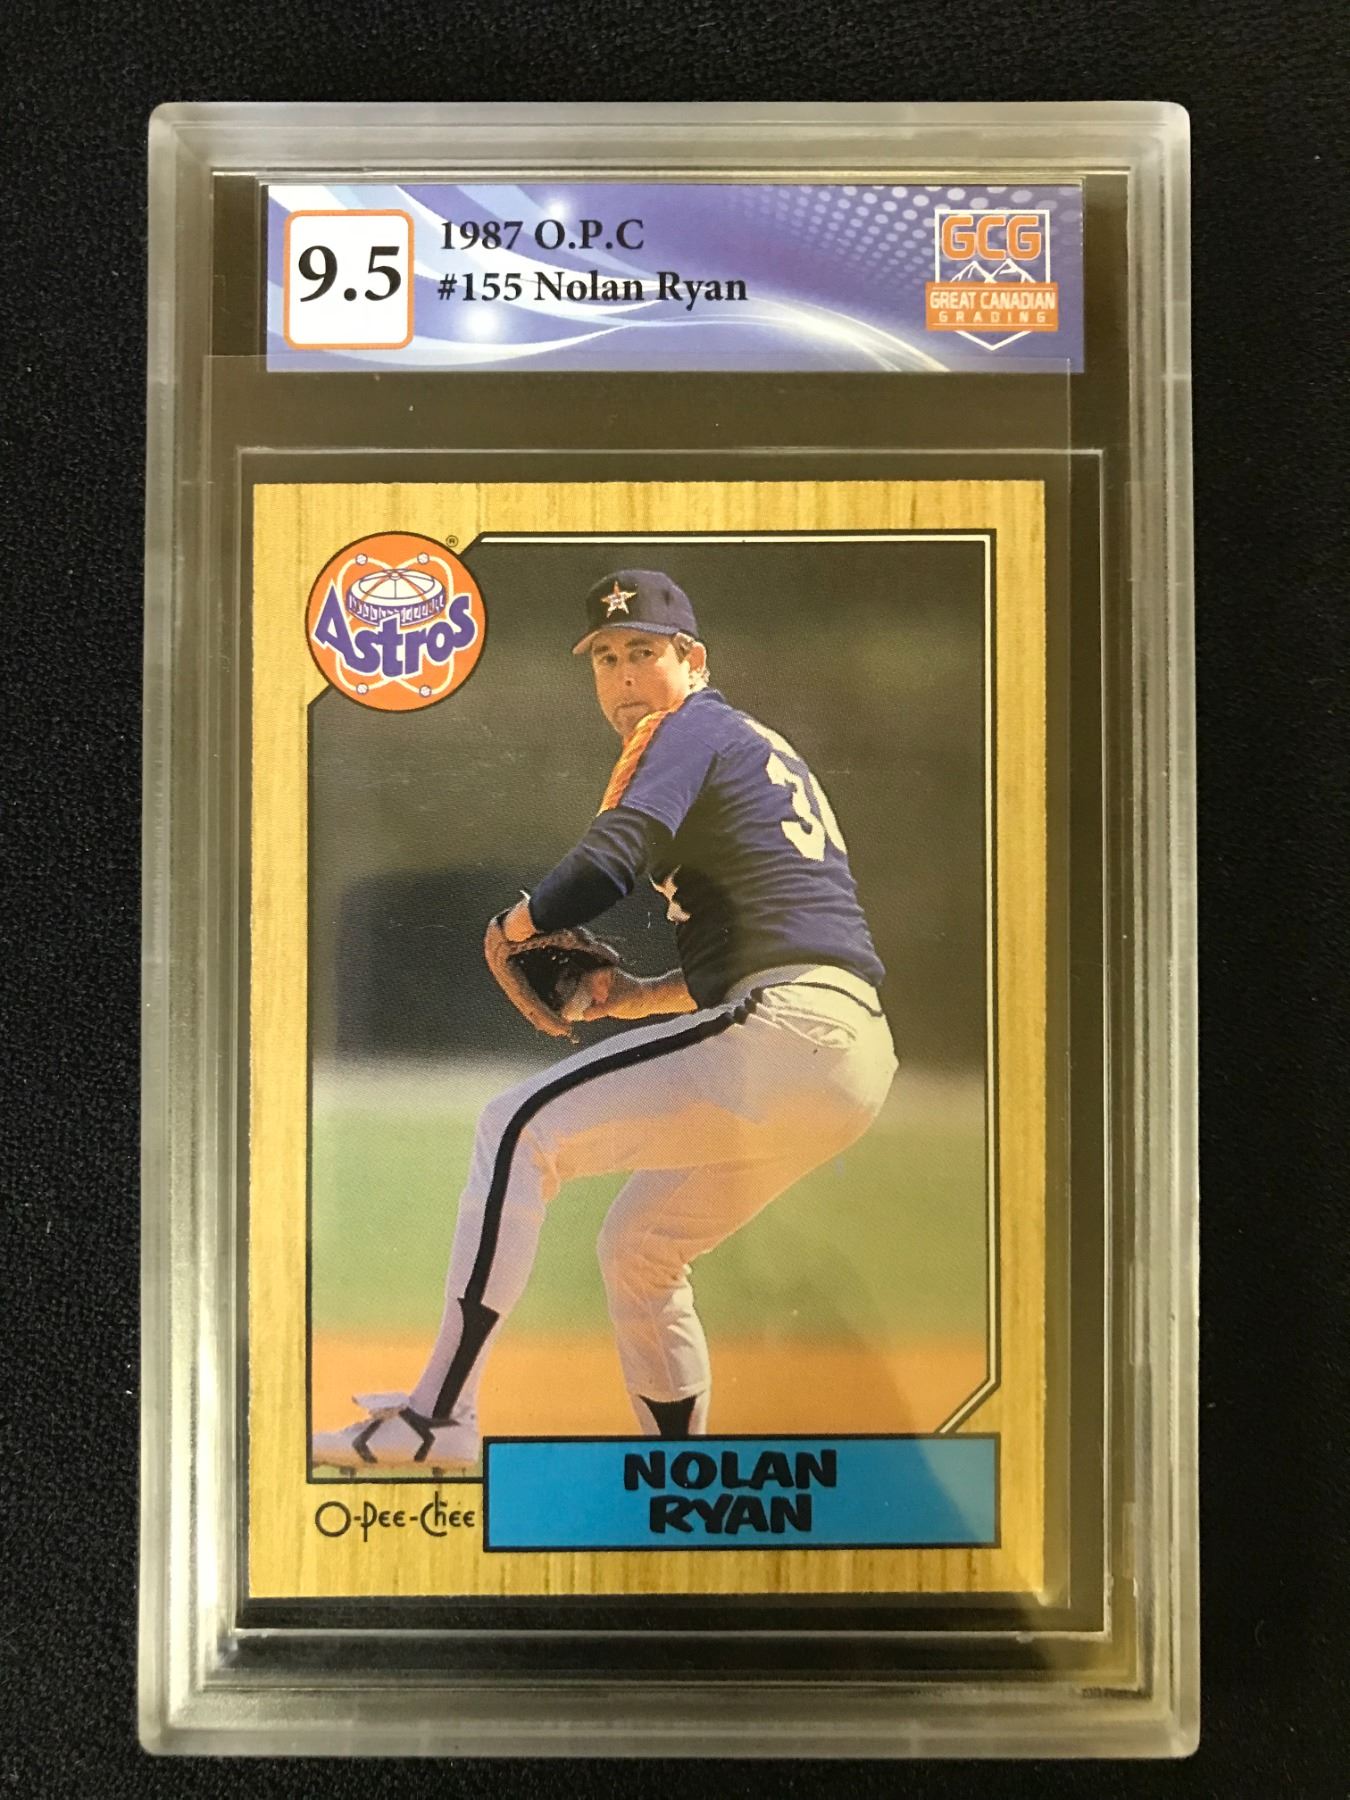 9.5
1987 O.P.C
#155 Nolan Ryan
GCG
GREAT CANADIAN
GRADING
Astros
®
O-Pee-Chee
NOLAN
RYAN